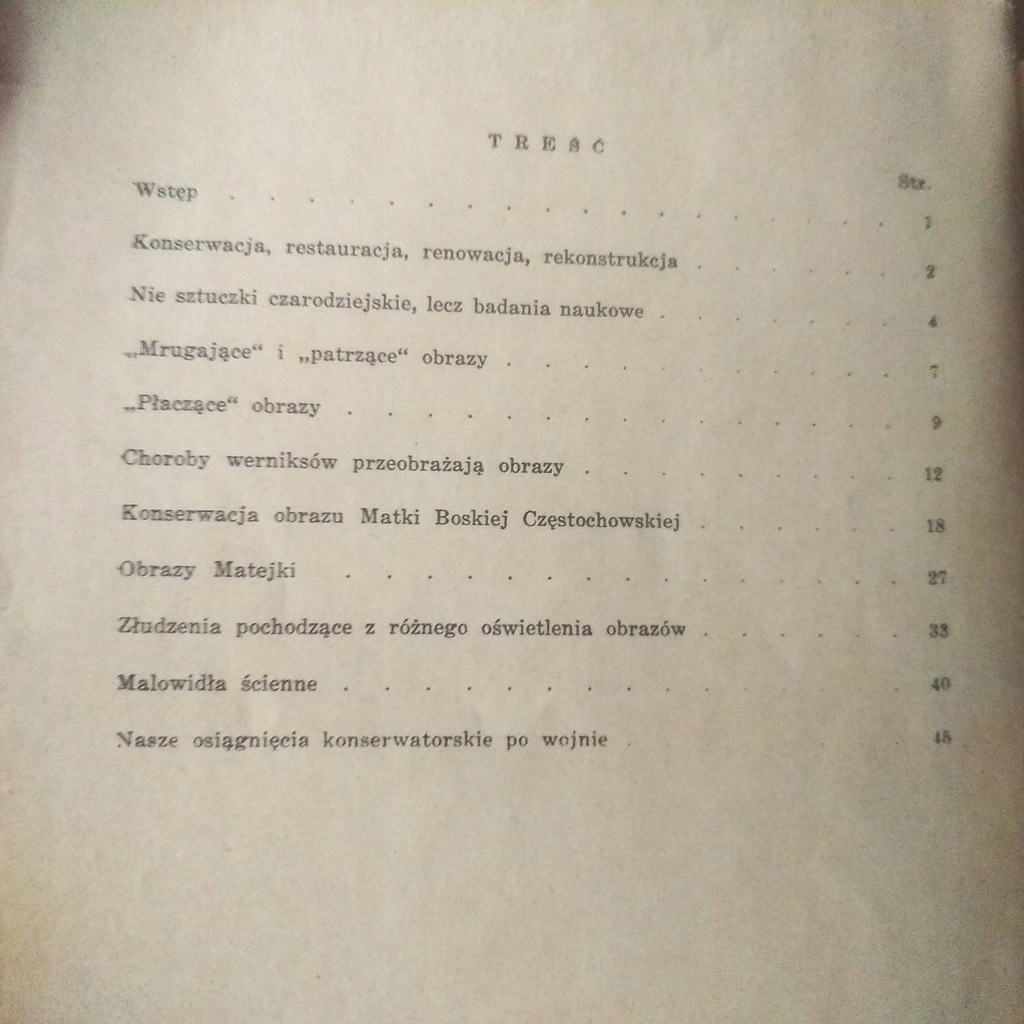 TREŚĆ
Str.
Wstęp . . . . . . . . . . . . . . . . . . 1
Konserwacja, restauracja, renowacja, rekonstrukcja . . . . . . 2
Nie sztuczki czarodziejskie, lecz badania naukowe . . . . . . . 4
„Mrugające“ i „patrzące“ obrazy . . . . . . . . . . . 7
„Płaczące“ obrazy . . . . . . . . . . . . . . . 9
Choroby werniksów przeobrażają obrazy . . . . . . . . . 12
Konserwacja obrazu Matki Boskiej Częstochowskiej . . . . . . 18
Obrazy Matejki . . . . . . . . . . . . . . . 27
Złudzenia pochodzące z różnego oświetlenia obrazów . . . . . . 33
Malowidła ścienne . . . . . . . . . . . . . . . 40
Nasze osiągnięcia konserwatorskie po wojnie . . . . . . . . 45